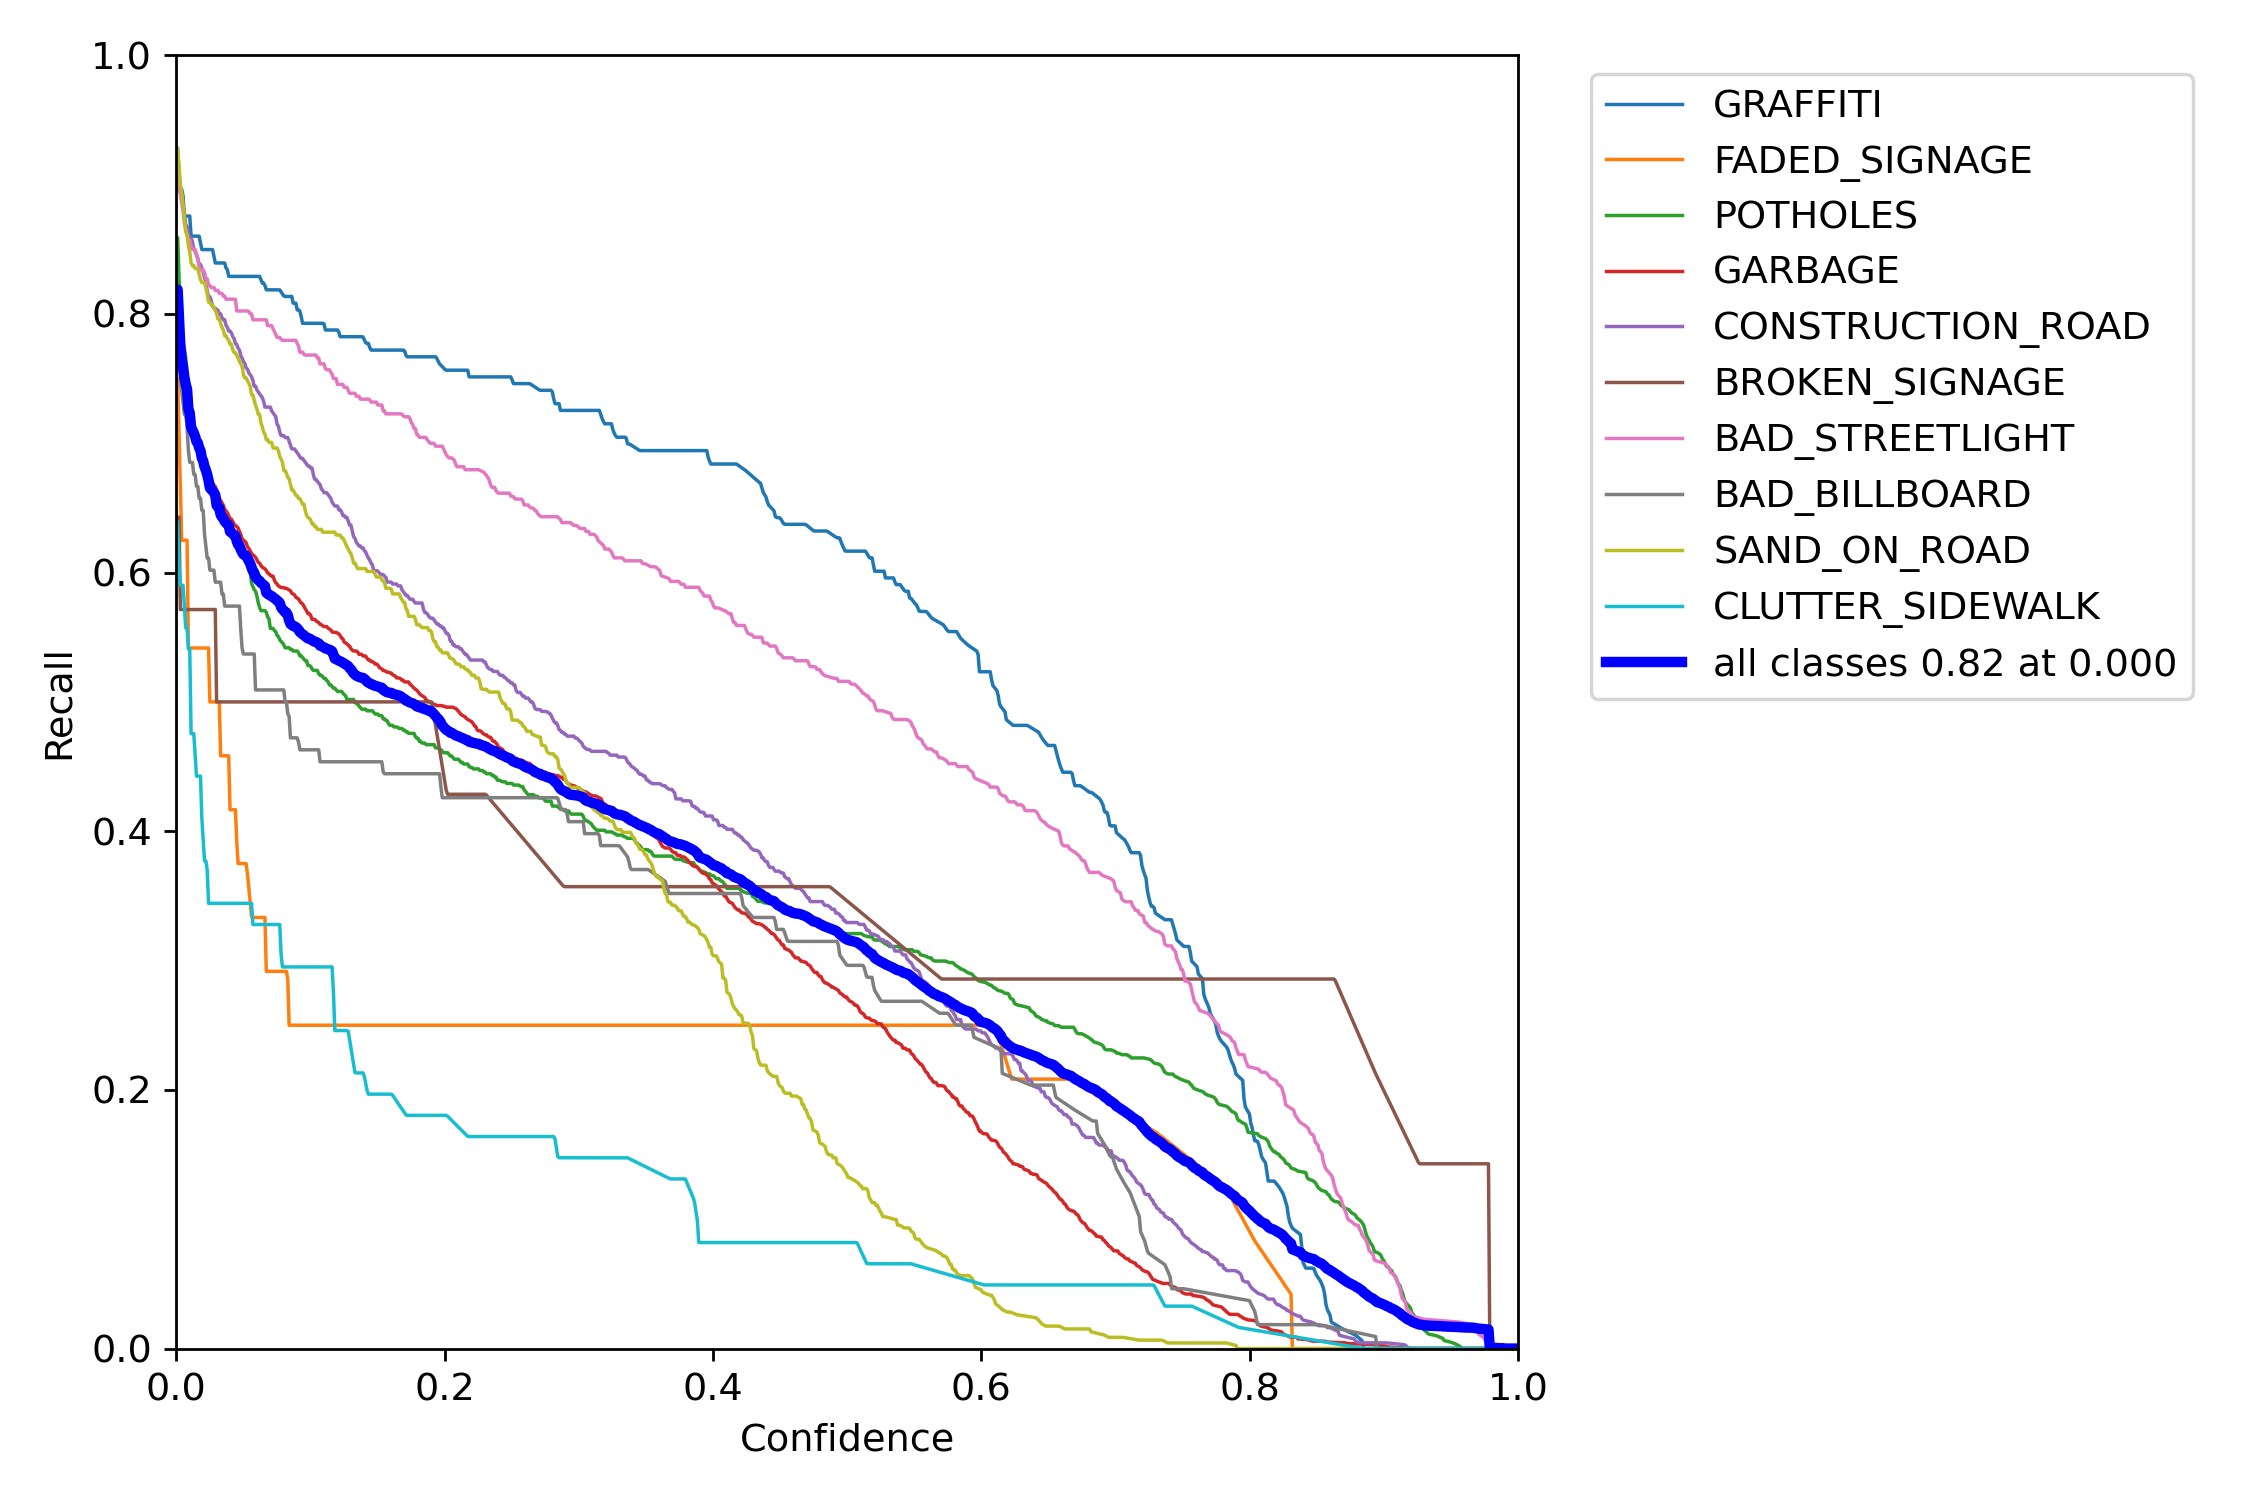 1.0
0.8
0.6
0.4
0.2
0.0
Recall
0.0 0.2 0.4 0.6 0.8 1.0
Confidence
GRAFFITI
FADED_SIGNAGE
POTHOLES
GARBAGE
CONSTRUCTION_ROAD
BROKEN_SIGNAGE
BAD_STREETLIGHT
BAD_BILLBOARD
SAND_ON_ROAD
CLUTTER_SIDEWALK
all classes 0.82 at 0.000